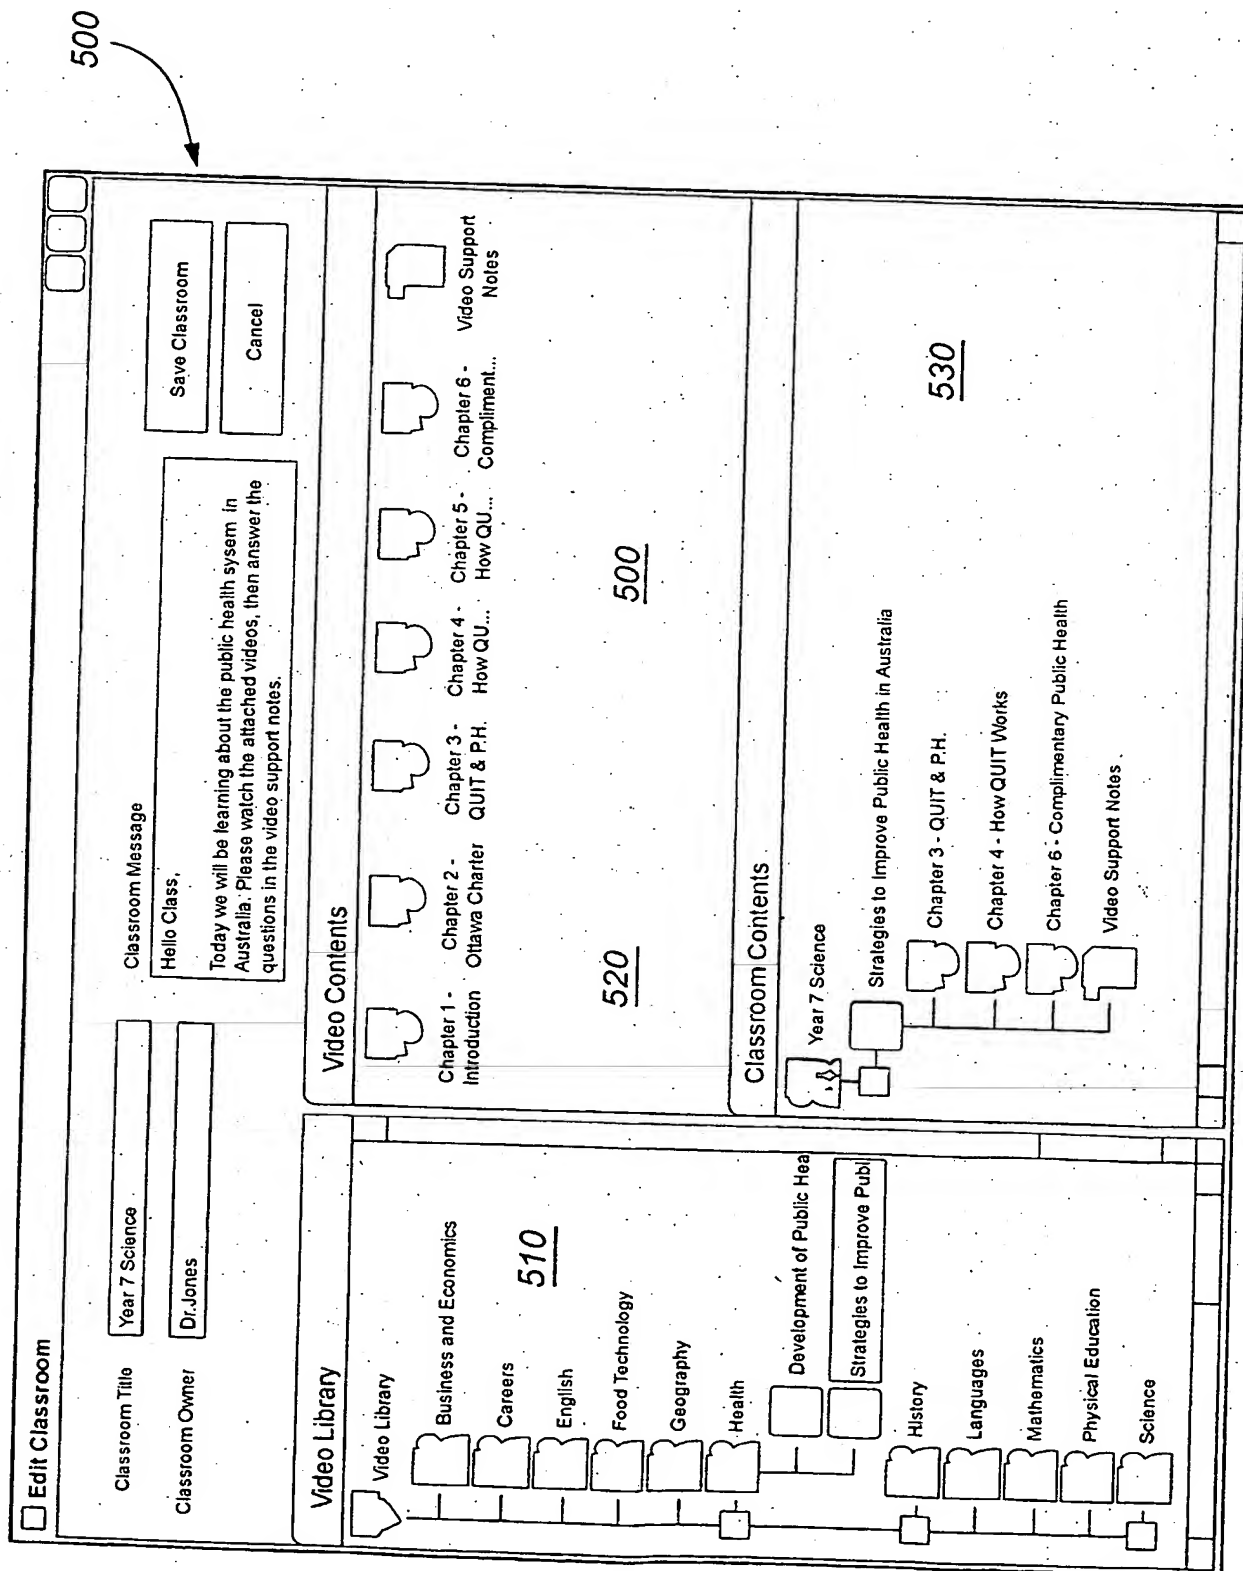 500
Edit Classroom
Classroom Title
Year 7 Science
Classroom Owner
Dr.Jones
Classroom Message
Hello Class,
Today we will be learning about the public health sysem in
Australia. Please watch the attached videos, then answer the
questions in the video support notes.
Save Classroom
Cancel
Video Library
Video Library
Business and Economics
Careers
English
Food Technology
Geography
Health
Development of Public Hea
Strategies to Improve Publ
History
Languages
Mathematics
Physical Education
Science
510
Video Contents
Chapter 1 -
Introduction
Chapter 2 -
Ottawa Charter
Chapter 3 -
QUIT & P.H.
Chapter 4 -
How QU...
Chapter 5 -
How QU...
Chapter 6 -
Compliment...
Video Support
Notes
520
500
Classroom Contents
Year 7 Science
Strategies to Improve Public Health in Australia
Chapter 3 - QUIT & P.H.
Chapter 4 - How QUIT Works
Chapter 6 - Complimentary Public Health
Video Support Notes
530